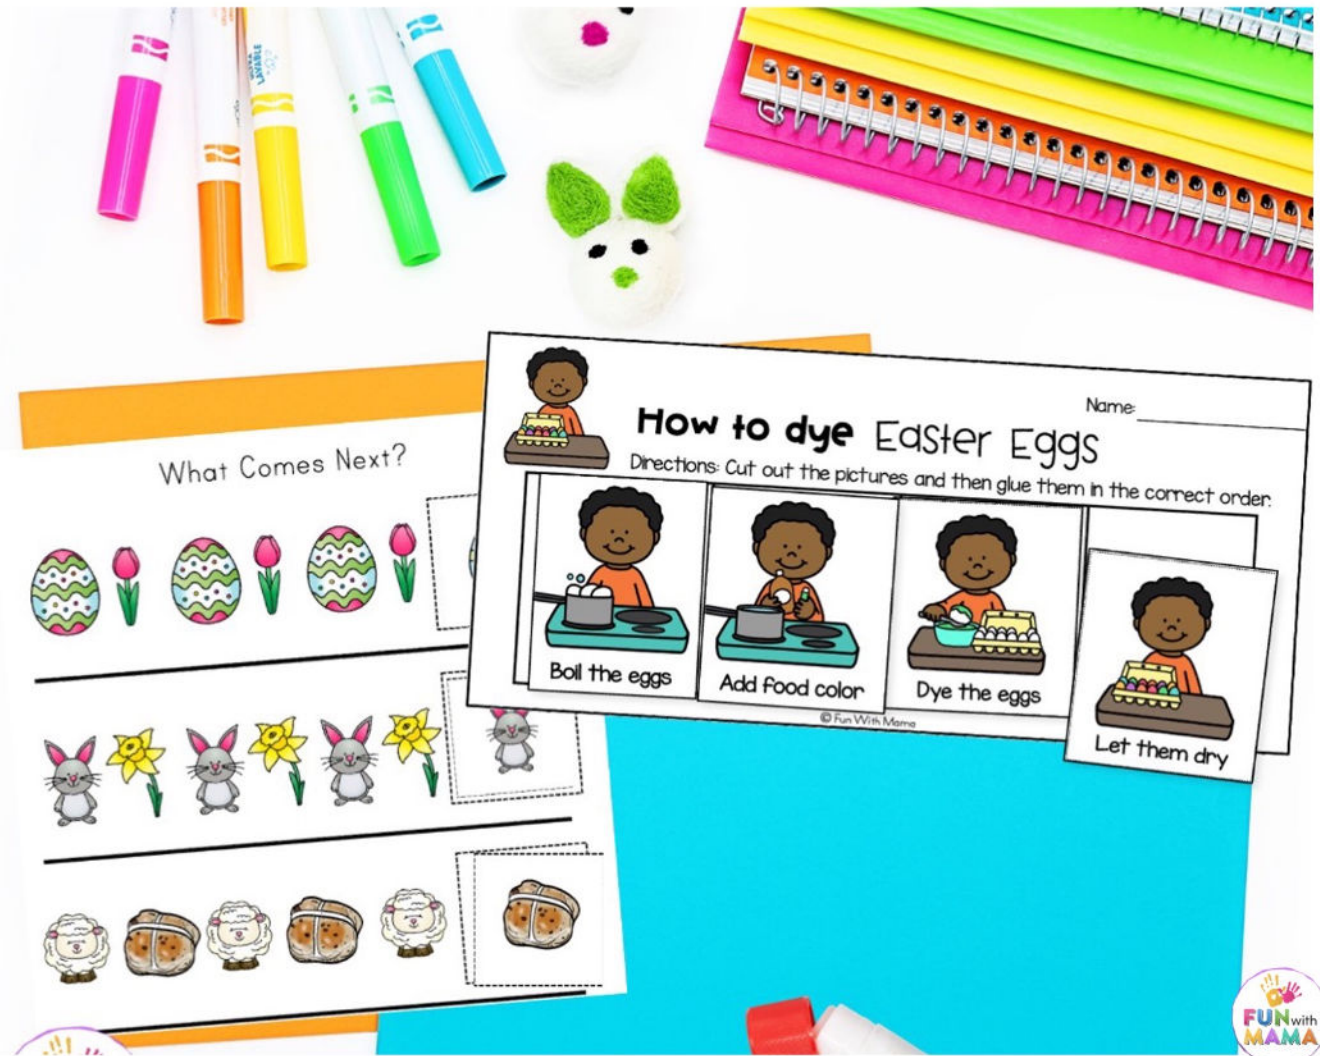 WASHABLE
What Comes Next?
Name:
How to dye Easter Eggs
Directions: Cut out the pictures and then glue them in the correct order.
Boil the eggs
Add food color
Dye the eggs
Let them dry
© Fun With Mama
FUN with
MAMA